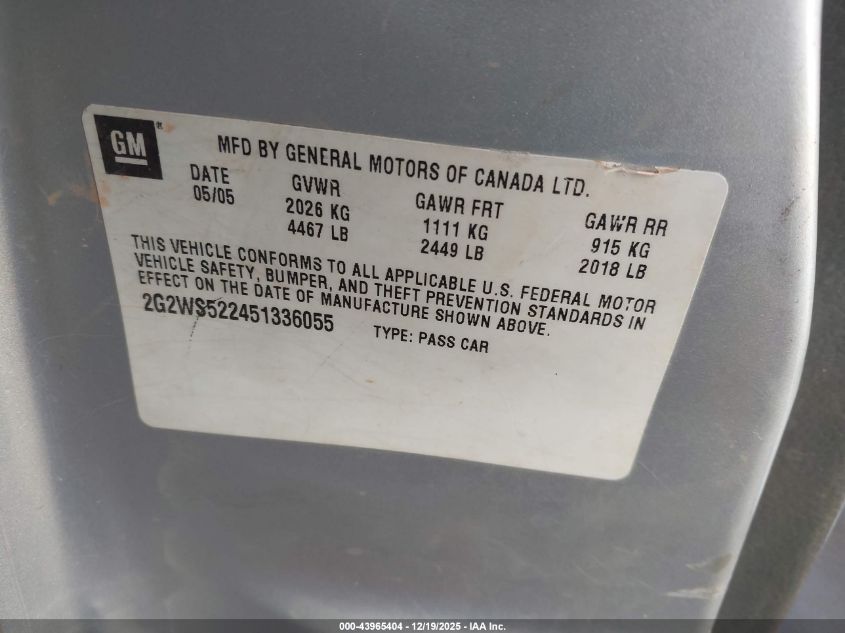 GM®
MFD BY GENERAL MOTORS OF CANADA LTD.
DATE GVWR GAWR FRT GAWR RR
05/05 2026 KG 1111 KG 915 KG
4467 LB 2449 LB 2018 LB
THIS VEHICLE CONFORMS TO ALL APPLICABLE U.S. FEDERAL MOTOR
VEHICLE SAFETY, BUMPER, AND THEFT PREVENTION STANDARDS IN
EFFECT ON THE DATE OF MANUFACTURE SHOWN ABOVE.
2G2WS522451336055 TYPE: PASS CAR
000-43965404 - 12/19/2025 - IAA Inc.